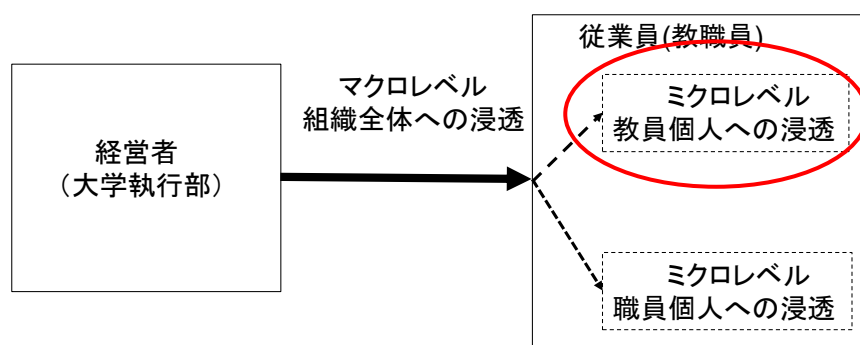 従業員(教職員)
マクロレベル
組織全体への浸透
経営者
（大学執行部）
ミクロレベル
教員個人への浸透
ミクロレベル
職員個人への浸透